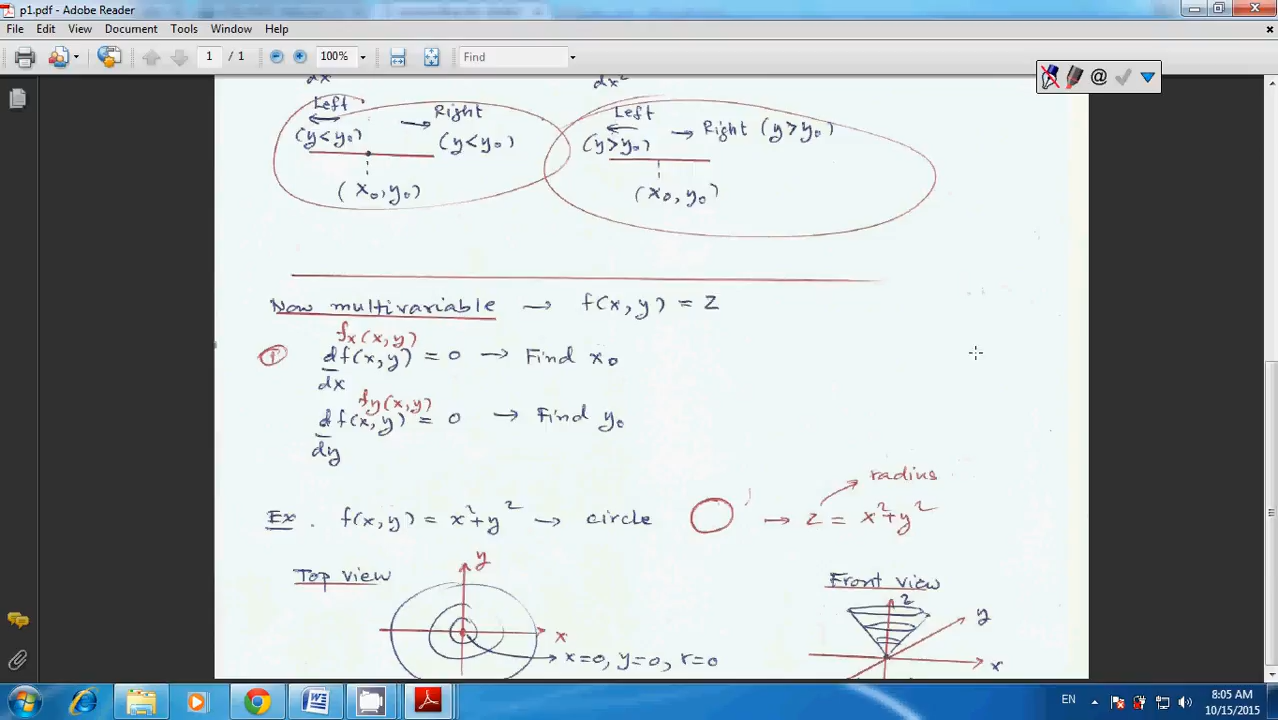 p1.pdf - Adobe Reader
File Edit View Document Tools Window Help
1 / 1 100% Find
dx dx²
Left Right Left Right (y>y₀)
(y<y₀) (y<y₀) (y>y₀)
(x₀,y₀) (x₀,y₀)
Now multivariable → f(x,y) = Z
fx(x,y)
① df(x,y) = 0 → Find x₀
dx
fy(x,y)
df(x,y) = 0 → Find y₀
dy
radius
Ex. f(x,y) = x²+y² → circle → Z = x²+y²
Top view y Front view
z y
x x
x=0, y=0, r=0
EN 8:05 AM
10/15/2015